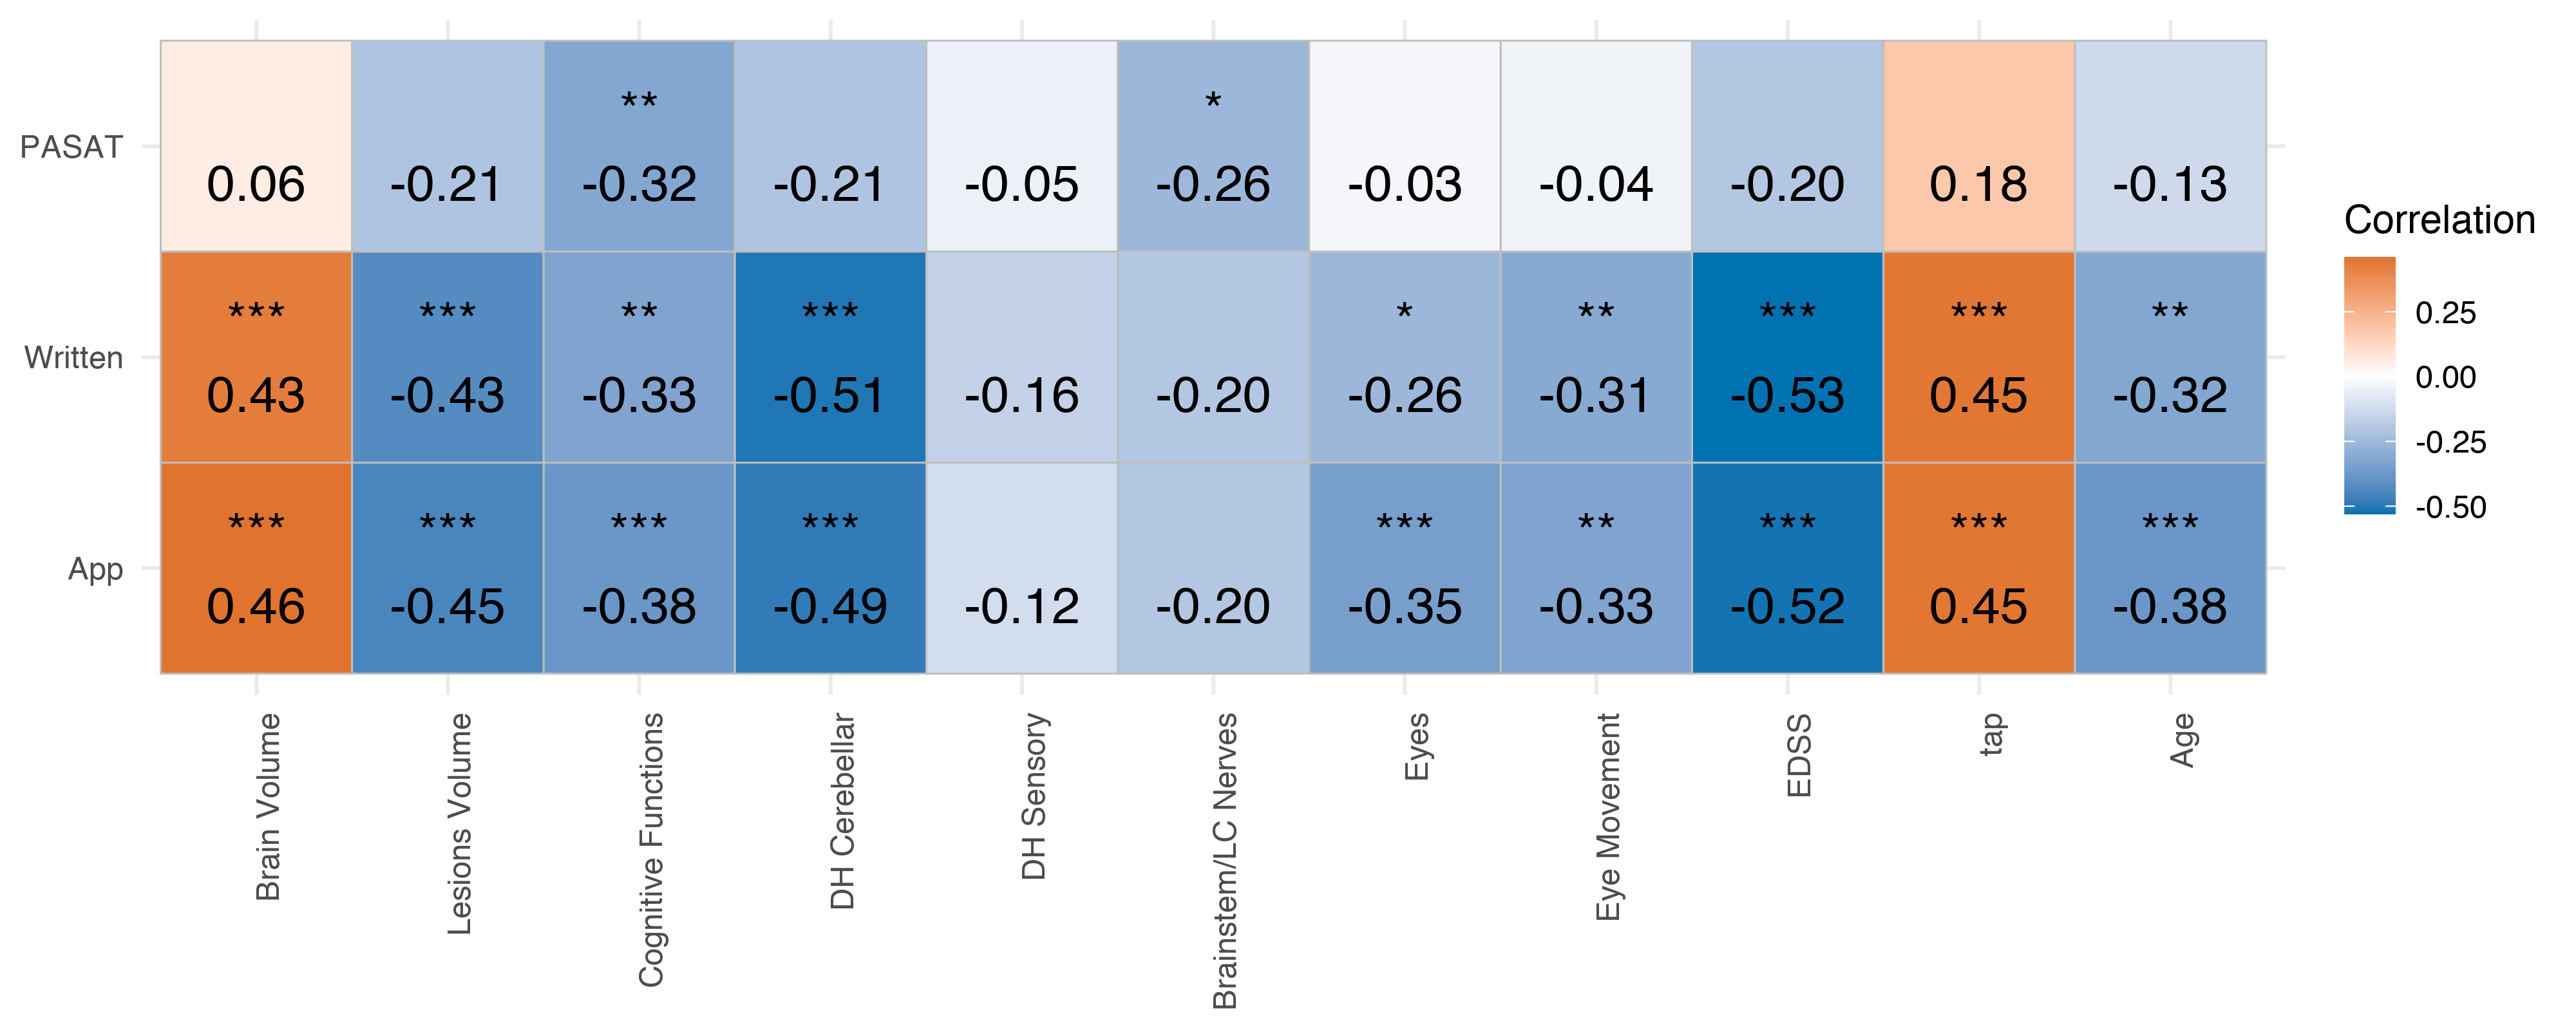 ** *
PASAT 0.06 -0.21 -0.32 -0.21 -0.05 -0.26 -0.03 -0.04 -0.20 0.18 -0.13
*** *** ** *** * ** *** *** **
Written 0.43 -0.43 -0.33 -0.51 -0.16 -0.20 -0.26 -0.31 -0.53 0.45 -0.32
*** *** *** *** *** ** *** *** ***
App 0.46 -0.45 -0.38 -0.49 -0.12 -0.20 -0.35 -0.33 -0.52 0.45 -0.38
Brain Volume
Lesions Volume
Cognitive Functions
DH Cerebellar
DH Sensory
Brainstem/LC Nerves
Eyes
Eye Movement
EDSS
tap
Age
Correlation
0.25
0.00
-0.25
-0.50